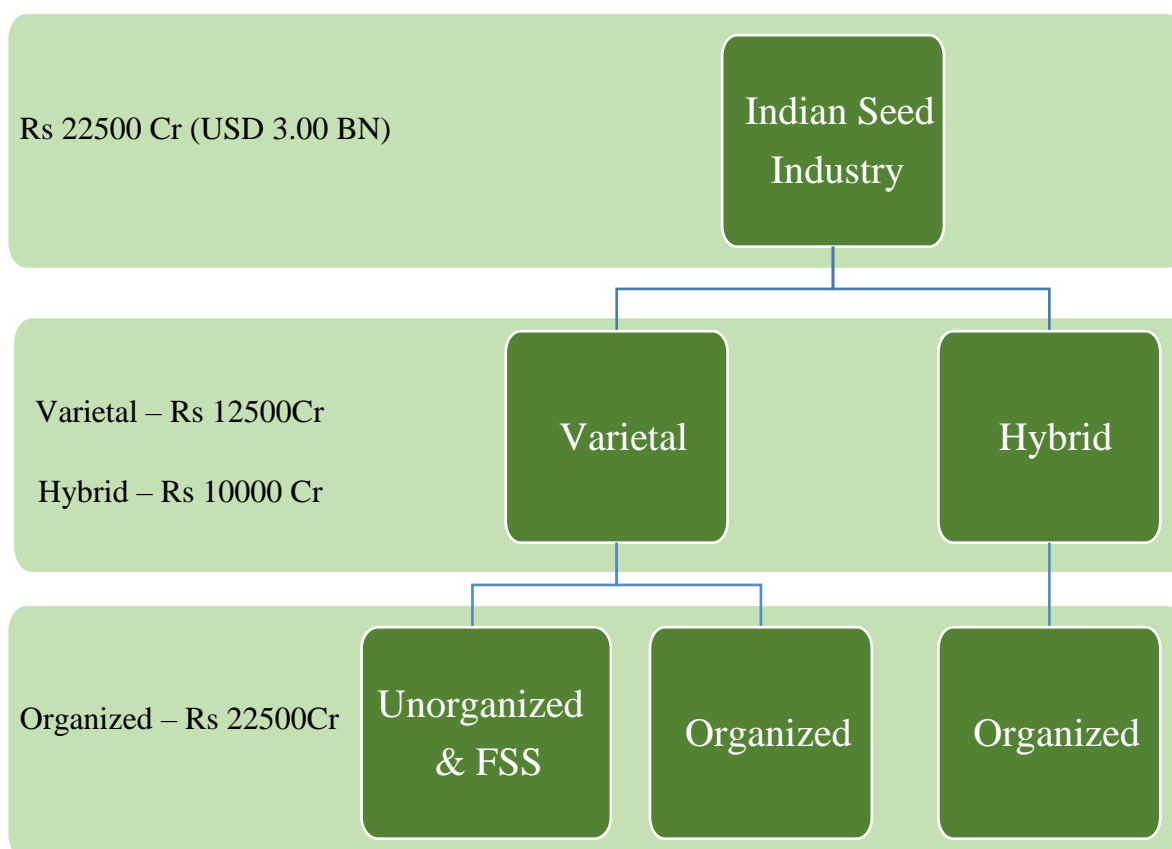 Rs 22500 Cr (USD 3.00 BN)
Indian Seed
Industry
Varietal – Rs 12500Cr
Hybrid – Rs 10000 Cr
Varietal
Hybrid
Organized – Rs 22500Cr
Unorganized
& FSS
Organized
Organized